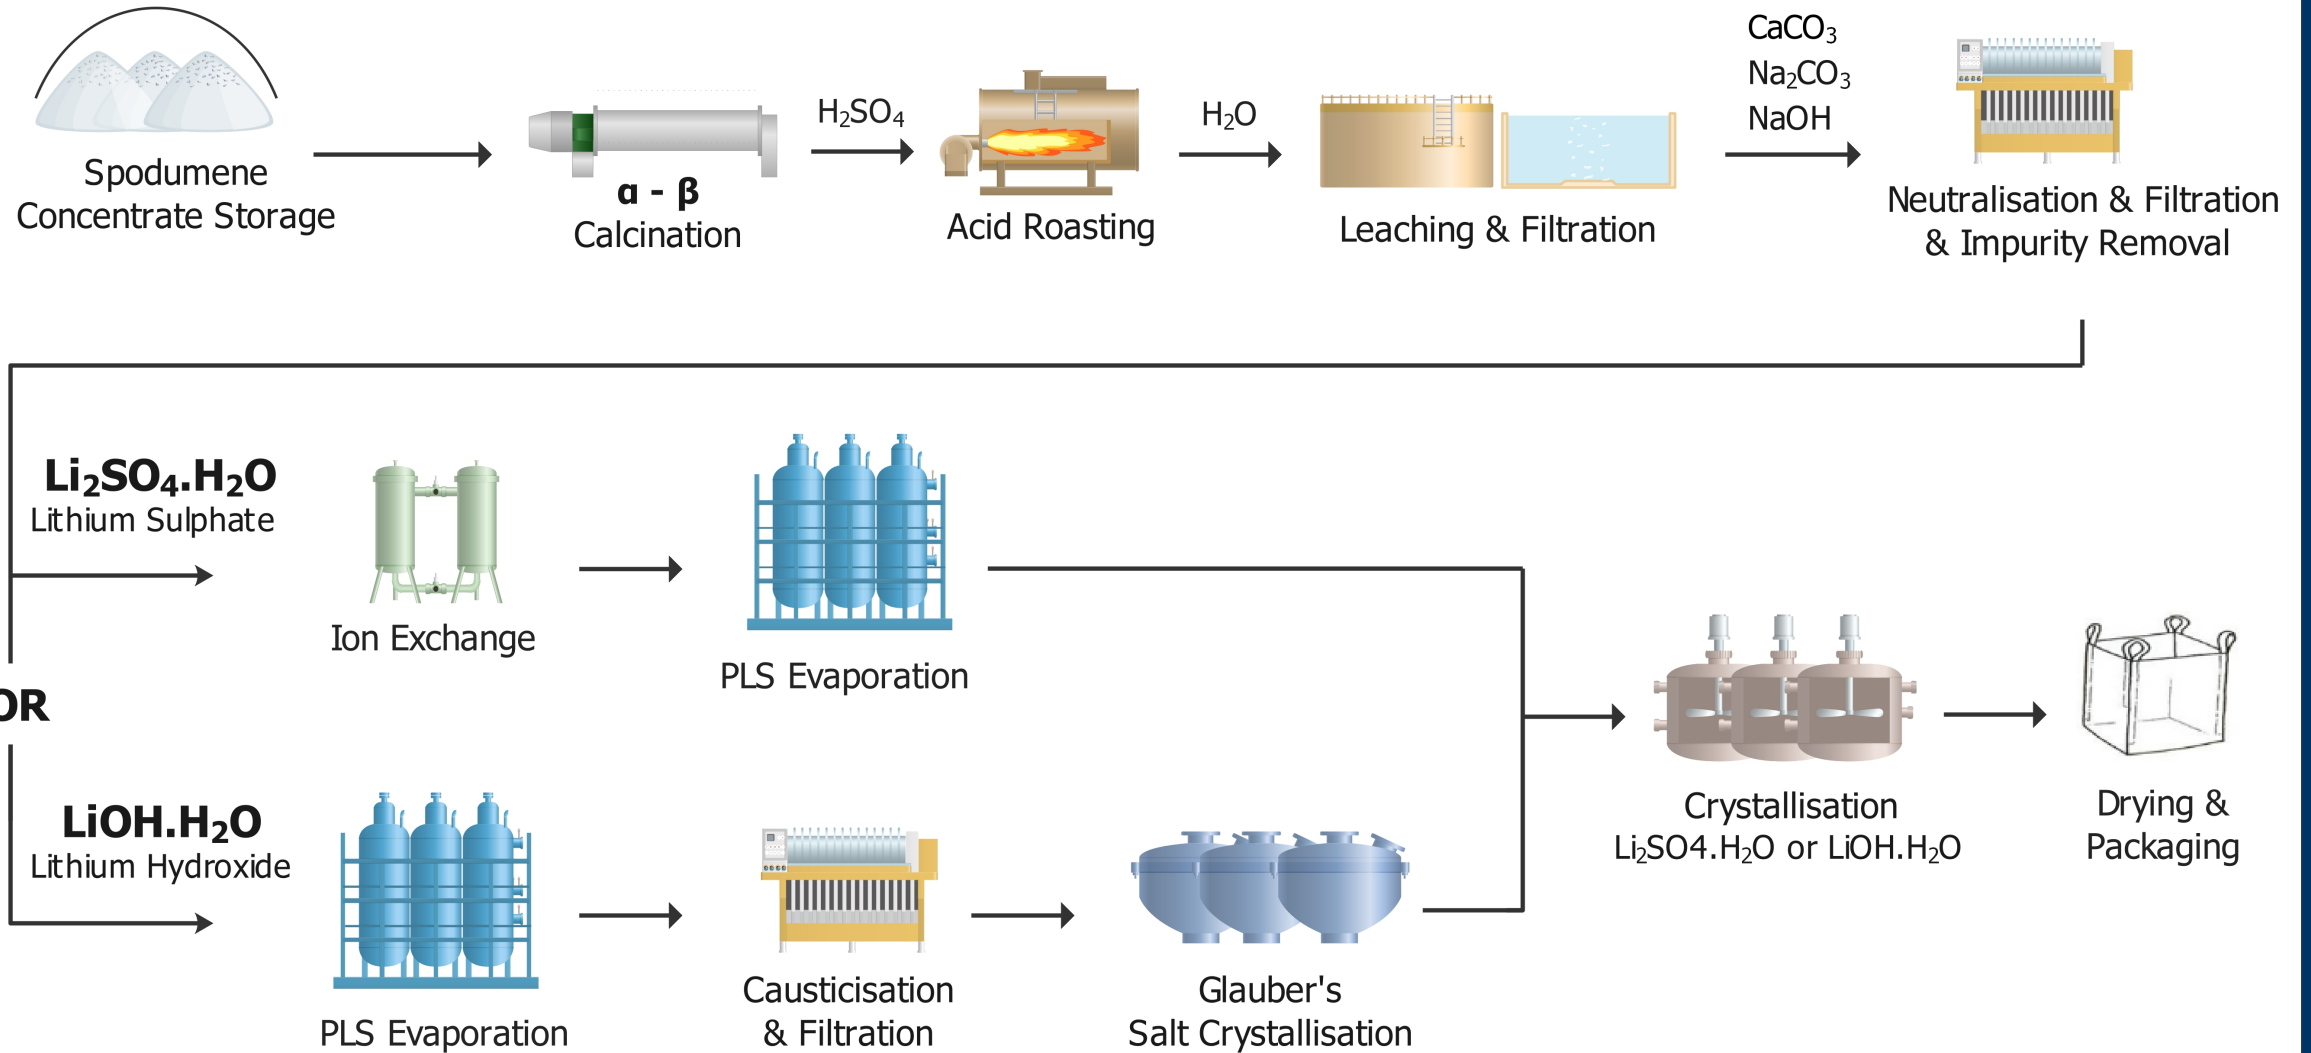 Spodumene
Concentrate Storage
α - β
Calcination
H₂SO₄
Acid Roasting
H₂O
Leaching & Filtration
CaCO₃
Na₂CO₃
NaOH
Neutralisation & Filtration
& Impurity Removal
Li₂SO₄.H₂O
Lithium Sulphate
Ion Exchange
PLS Evaporation
OR
LiOH.H₂O
Lithium Hydroxide
PLS Evaporation
Causticisation
& Filtration
Glauber's
Salt Crystallisation
Crystallisation
Li₂SO4.H₂O or LiOH.H₂O
Drying &
Packaging